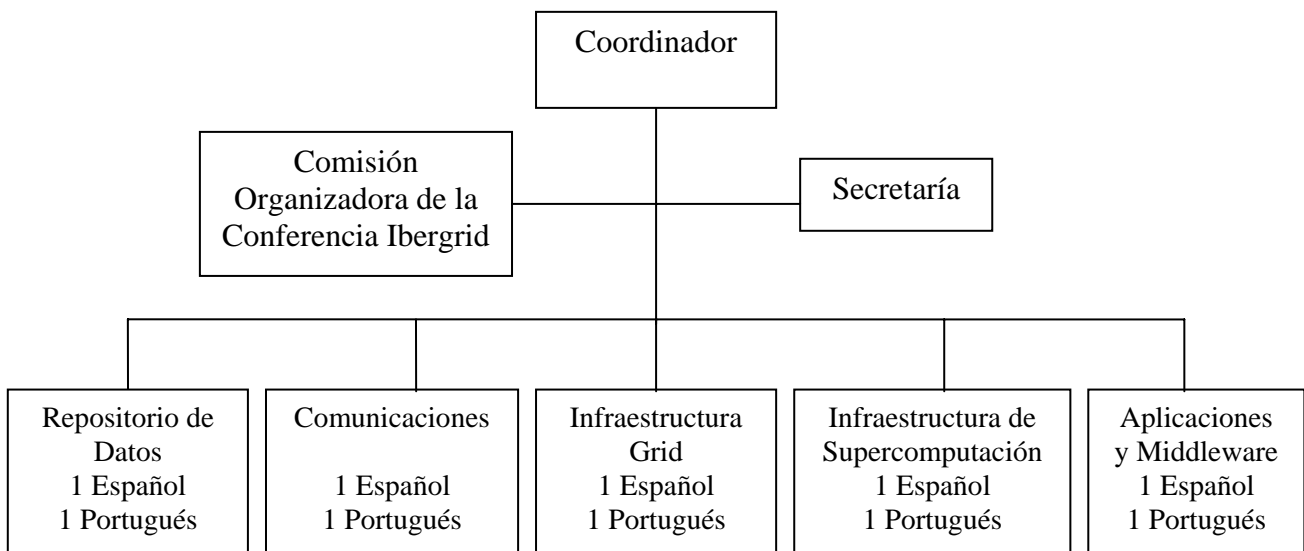 Coordinador
Comisión
Organizadora de la
Conferencia Ibergrid
Secretaría
Repositorio de
Datos
1 Español
1 Portugués
Comunicaciones
1 Español
1 Portugués
Infraestructura
Grid
1 Español
1 Portugués
Infraestructura de
Supercomputación
1 Español
1 Portugués
Aplicaciones
y Middleware
1 Español
1 Portugués